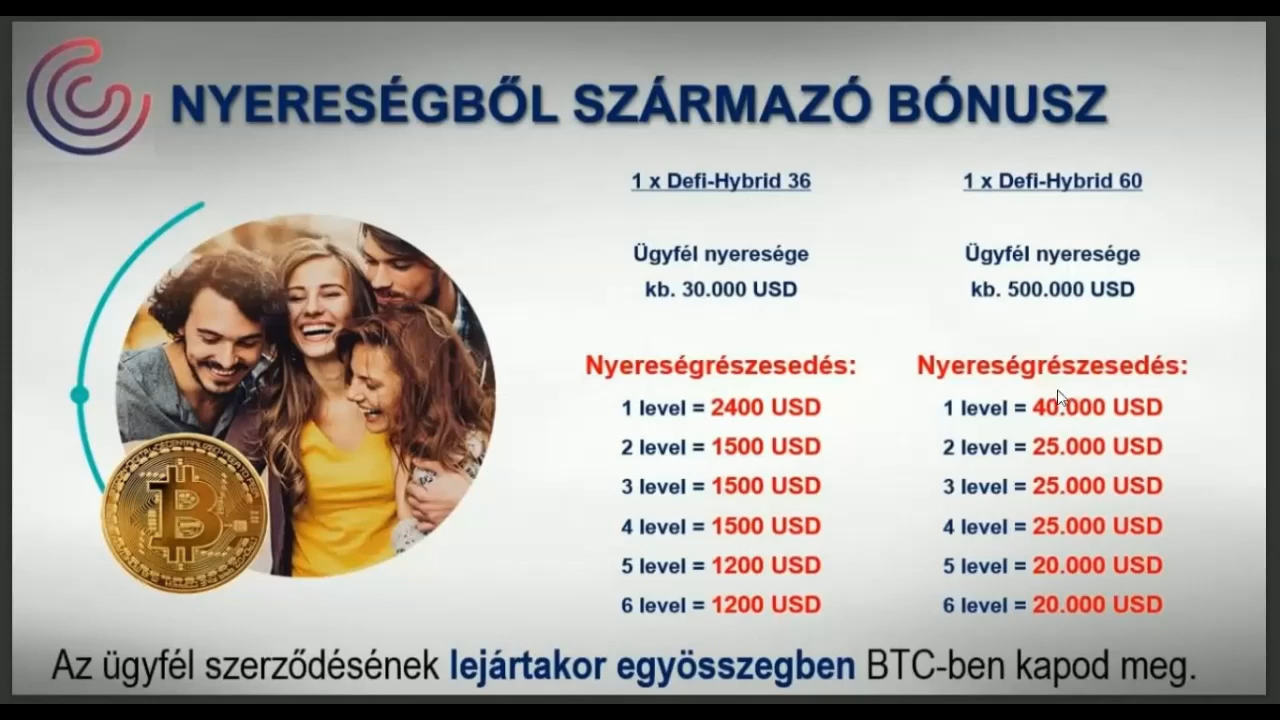 NYERESÉGBŐL SZÁRMAZÓ BÓNUSZ
1 x Defi-Hybrid 36
Ügyfél nyeresége
kb. 30.000 USD
Nyereségrészesedés:
1 level = 2400 USD
2 level = 1500 USD
3 level = 1500 USD
4 level = 1500 USD
5 level = 1200 USD
6 level = 1200 USD
1 x Defi-Hybrid 60
Ügyfél nyeresége
kb. 500.000 USD
Nyereségrészesedés:
1 level = 40.000 USD
2 level = 25.000 USD
3 level = 25.000 USD
4 level = 25.000 USD
5 level = 20.000 USD
6 level = 20.000 USD
Az ügyfél szerződésének lejártakor egyösszegben BTC-ben kapod meg.